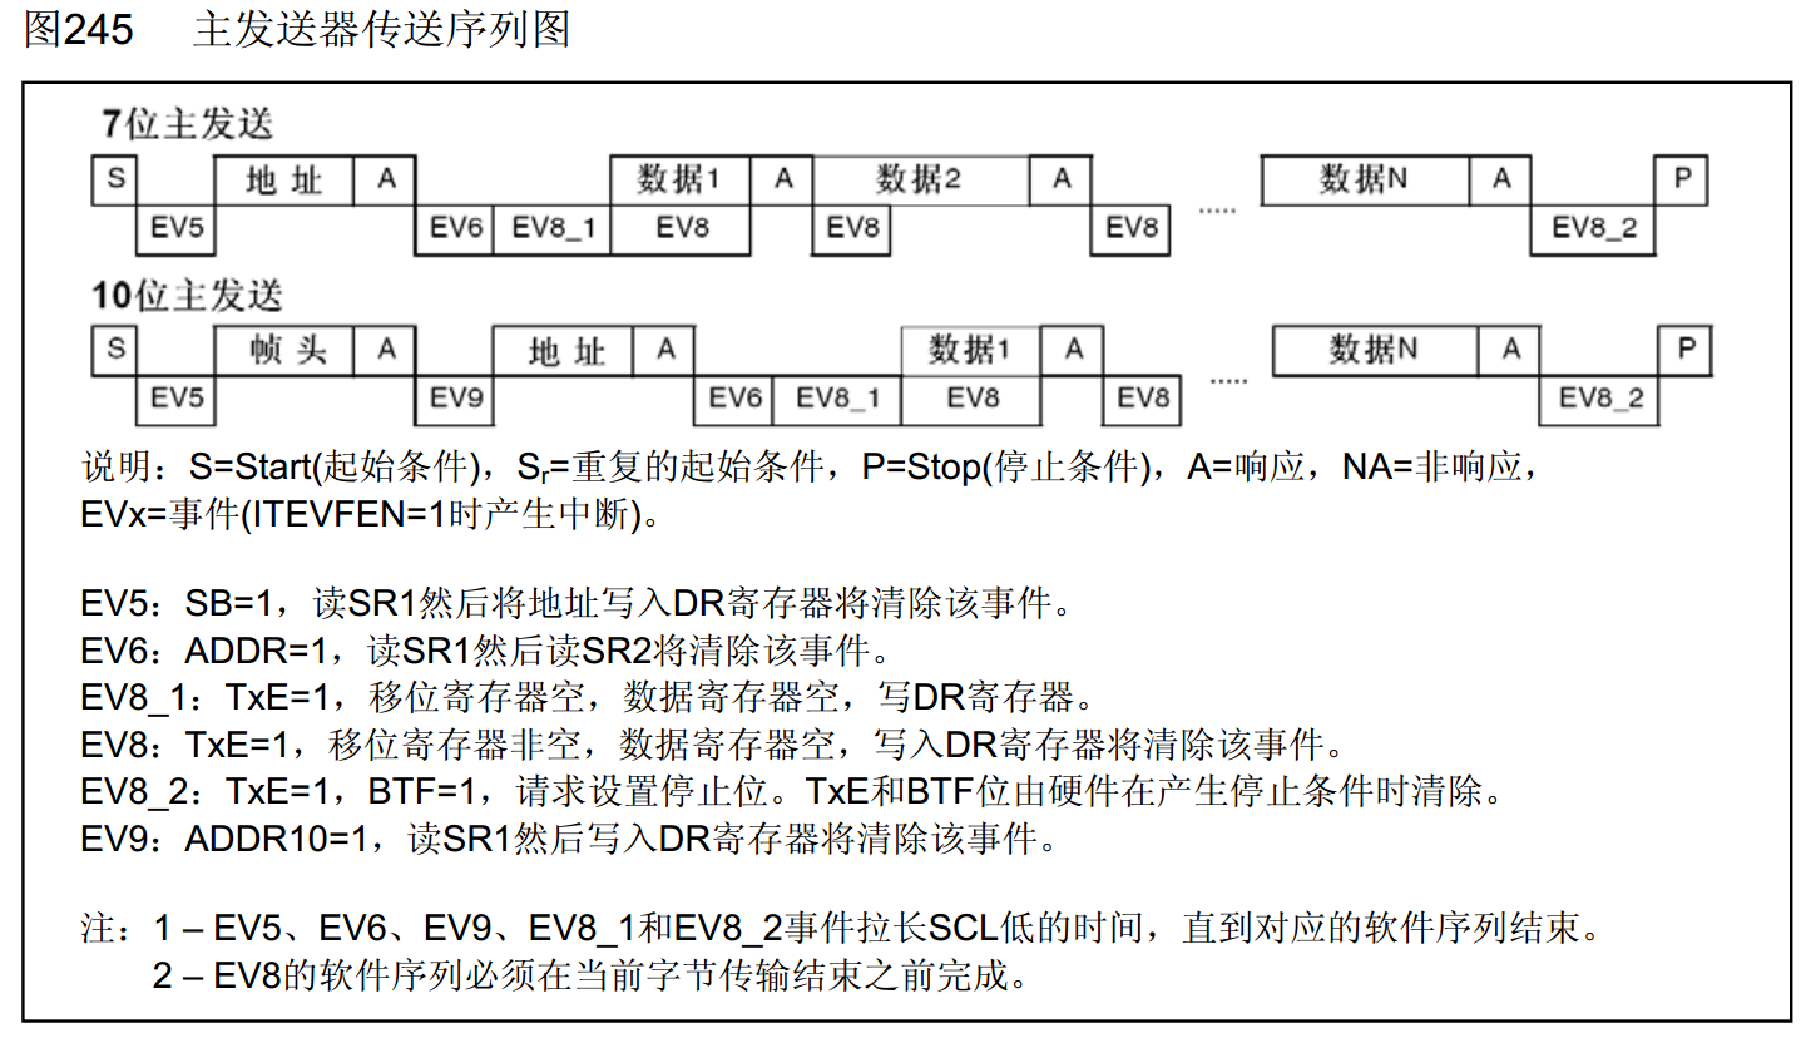 图245 主发送器传送序列图
7位主发送
S 地 址 A 数据1 A 数据2 A 数据N A P
EV5 EV6 EV8_1 EV8 EV8 EV8 ..... EV8_2
10位主发送
S 帧 头 A 地 址 A 数据1 A 数据N A P
EV5 EV9 EV6 EV8_1 EV8 EV8 ..... EV8_2
说明：S=Start(起始条件)，Sr=重复的起始条件，P=Stop(停止条件)，A=响应，NA=非响应，
EVx=事件(ITEVFEN=1时产生中断)。
EV5：SB=1，读SR1然后将地址写入DR寄存器将清除该事件。
EV6：ADDR=1，读SR1然后读SR2将清除该事件。
EV8_1：TxE=1，移位寄存器空，数据寄存器空，写DR寄存器。
EV8：TxE=1，移位寄存器非空，数据寄存器空，写入DR寄存器将清除该事件。
EV8_2：TxE=1，BTF=1，请求设置停止位。TxE和BTF位由硬件在产生停止条件时清除。
EV9：ADDR10=1，读SR1然后写入DR寄存器将清除该事件。
注：1 – EV5、EV6、EV9、EV8_1和EV8_2事件拉长SCL低的时间，直到对应的软件序列结束。
2 – EV8的软件序列必须在当前字节传输结束之前完成。